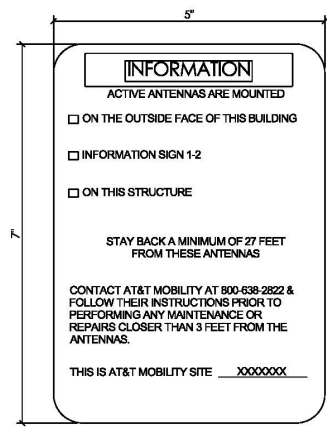 5"
INFORMATION
ACTIVE ANTENNAS ARE MOUNTED
ON THE OUTSIDE FACE OF THIS BUILDING
INFORMATION SIGN 1-2
ON THIS STRUCTURE
7"
STAY BACK A MINIMUM OF 27 FEET
FROM THESE ANTENNAS
CONTACT AT&T MOBILITY AT 800-638-2822 &
FOLLOW THEIR INSTRUCTIONS PRIOR TO
PERFORMING ANY MAINTENANCE OR
REPAIRS CLOSER THAN 3 FEET FROM THE
ANTENNAS.
THIS IS AT&T MOBILITY SITE XXXXXXX